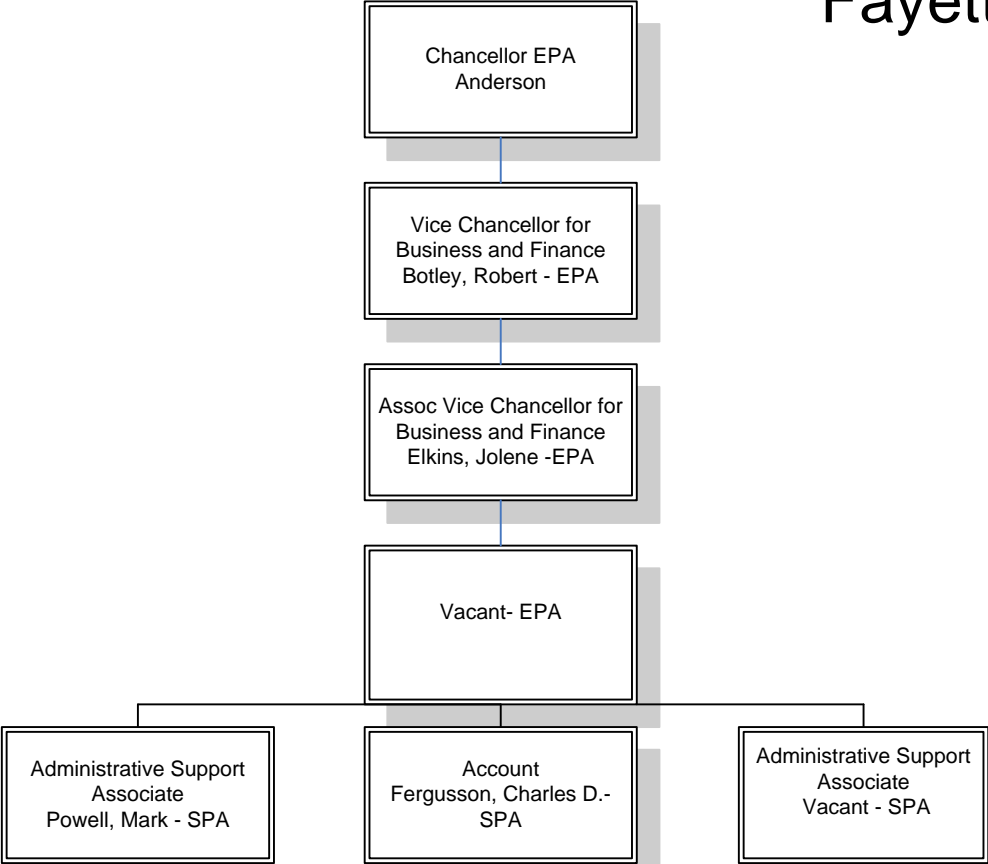 Chancellor EPA
Anderson
Vice Chancellor for
Business and Finance
Botley, Robert - EPA
Assoc Vice Chancellor for
Business and Finance
Elkins, Jolene -EPA
Vacant- EPA
Administrative Support
Associate
Powell, Mark - SPA
Account
Fergusson, Charles D.-
SPA
Administrative Support
Associate
Vacant - SPA